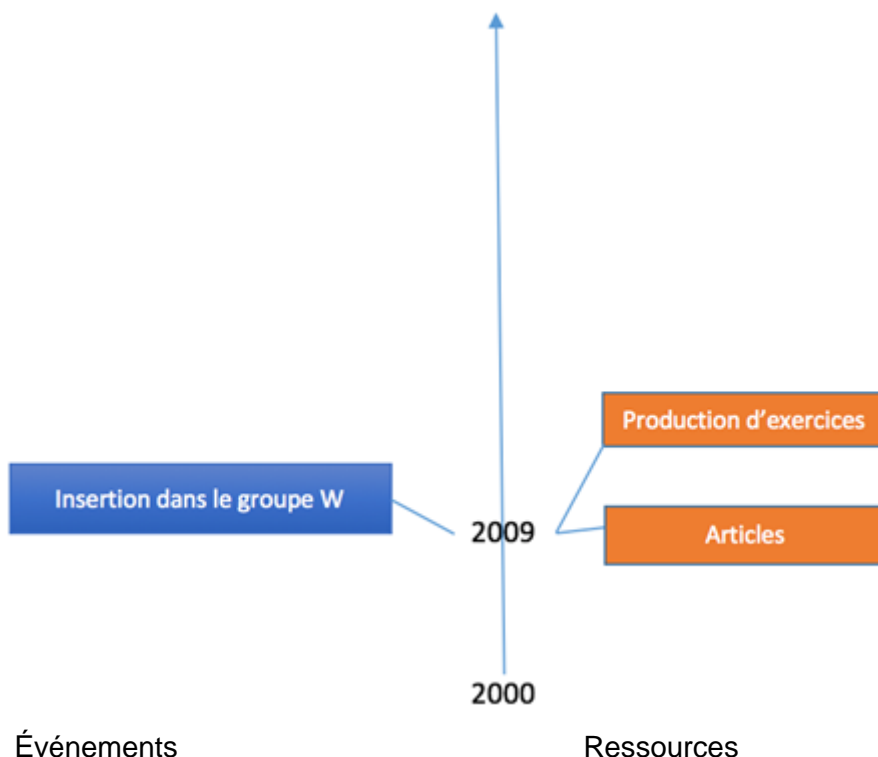 Production d'exercices
Insertion dans le groupe W
2009
Articles
2000
Événements
Ressources